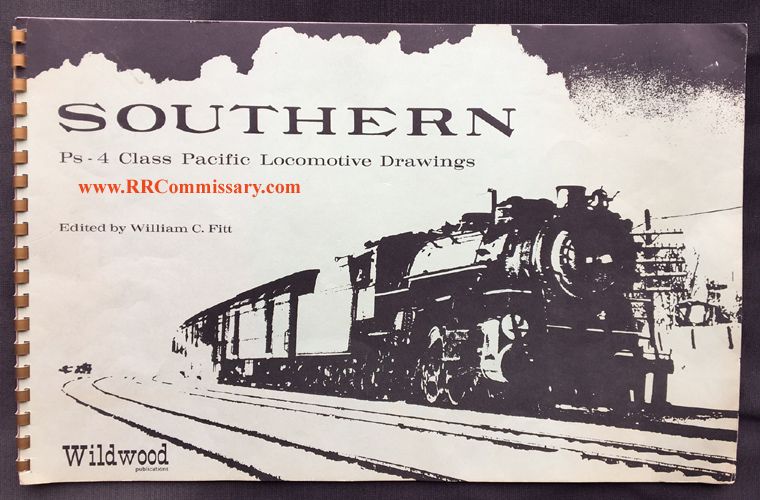 SOUTHERN
Ps-4 Class Pacific Locomotive Drawings
www.RRCommissary.com
Edited by William C. Fitt
Wildwood
publications